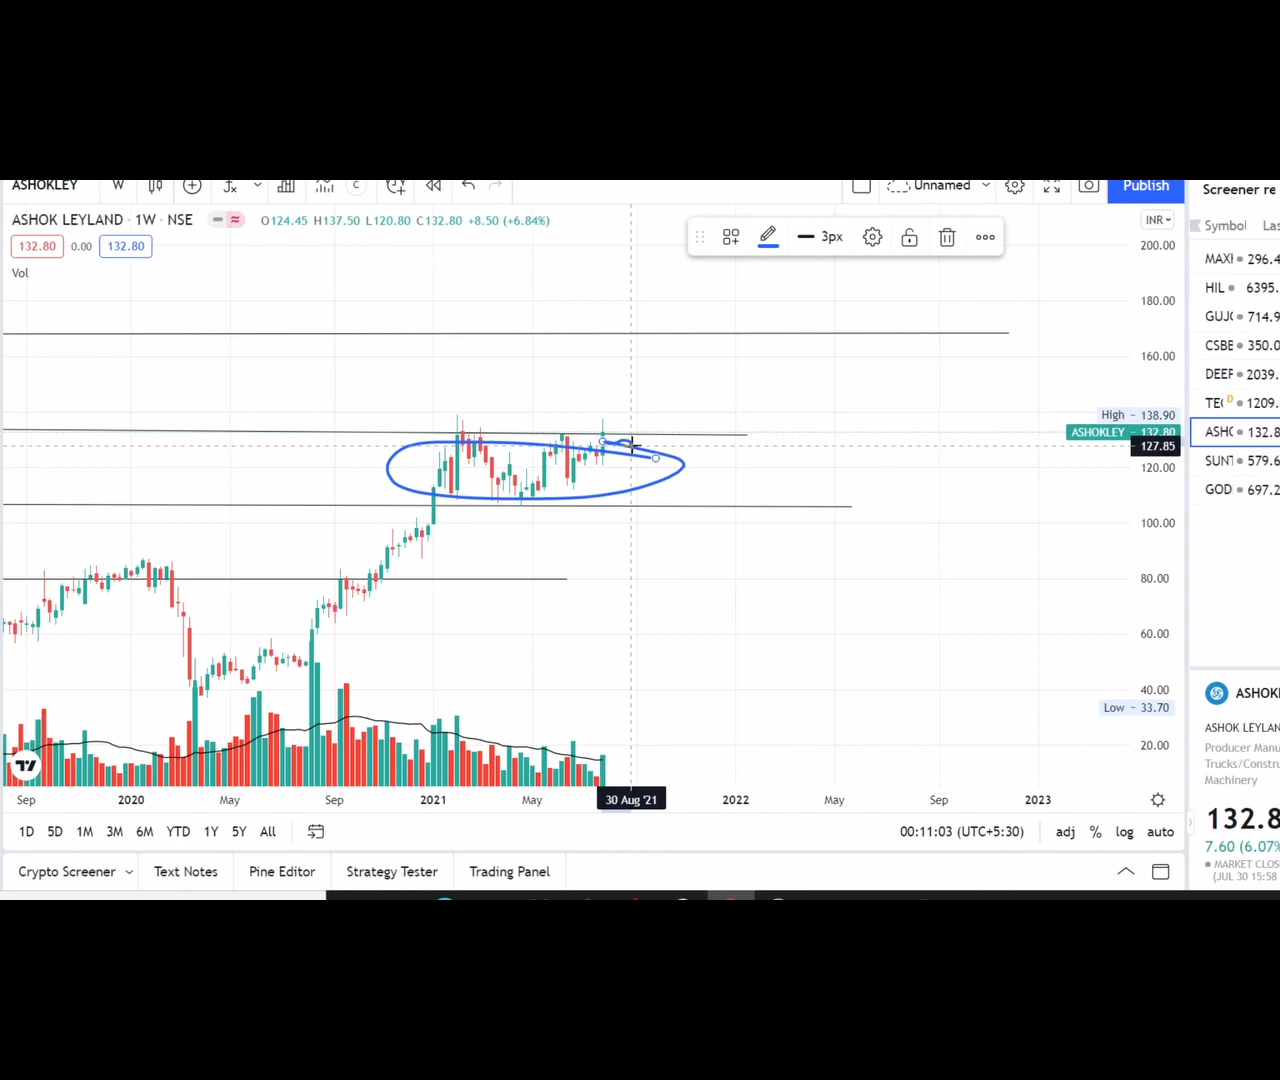 ASHOKLEY W C Unnamed Publish
Screener re
ASHOK LEYLAND · 1W · NSE O124.45 H137.50 L120.80 C132.80 +8.50 (+6.84%)
132.80 0.00 132.80
Vol
3px
INR
Symbol Las
200.00
180.00
160.00
High - 138.90
ASHOKLEY - 132.80
127.85
120.00
100.00
80.00
60.00
40.00
Low - 33.70
20.00
MAXI 296.4
HIL 6395.
GUJC 714.9
CSBE 350.0
DEEF 2039.
TEC D 1209.
ASHC 132.8
SUNT 579.6
GOD 697.2
Sep 2020 May Sep 2021 May 30 Aug '21 2022 May Sep 2023
1D 5D 1M 3M 6M YTD 1Y 5Y All 00:11:03 (UTC+5:30) adj % log auto
Crypto Screener Text Notes Pine Editor Strategy Tester Trading Panel
ASHOK
ASHOK LEYLAN
Producer Manu
Trucks/Constru
Machinery
132.8
7.60 (6.07%
MARKET CLOS
(JUL 30 15:58